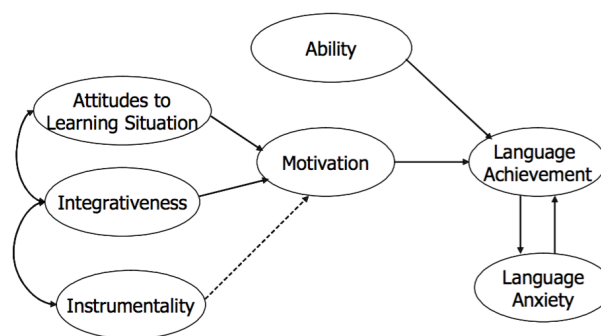 Ability
Attitudes to
Learning Situation
Motivation
Language
Achievement
Integrativeness
Language
Anxiety
Instrumentality